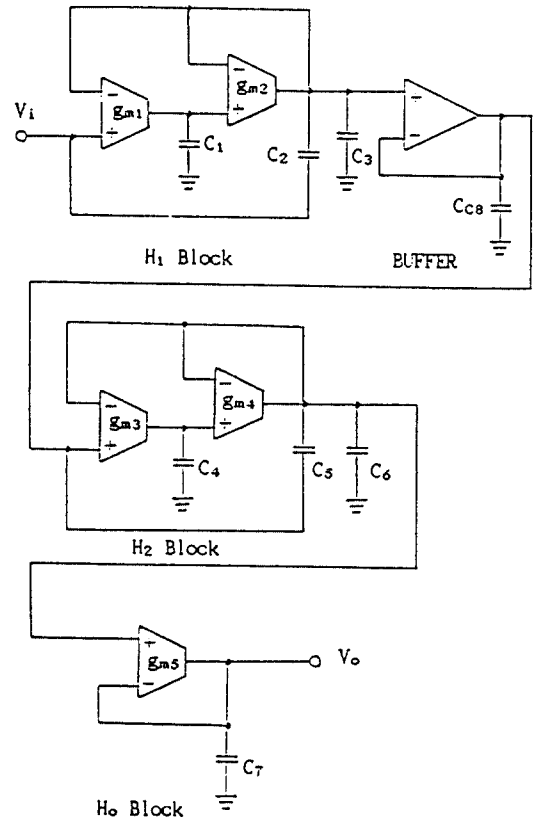 gm1
gm2
Vi
C1
C2
C3
CC8
H1 Block
BUFFER
gm3
gm4
C4
C5
C6
H2 Block
gm5
Vo
C7
Ho Block